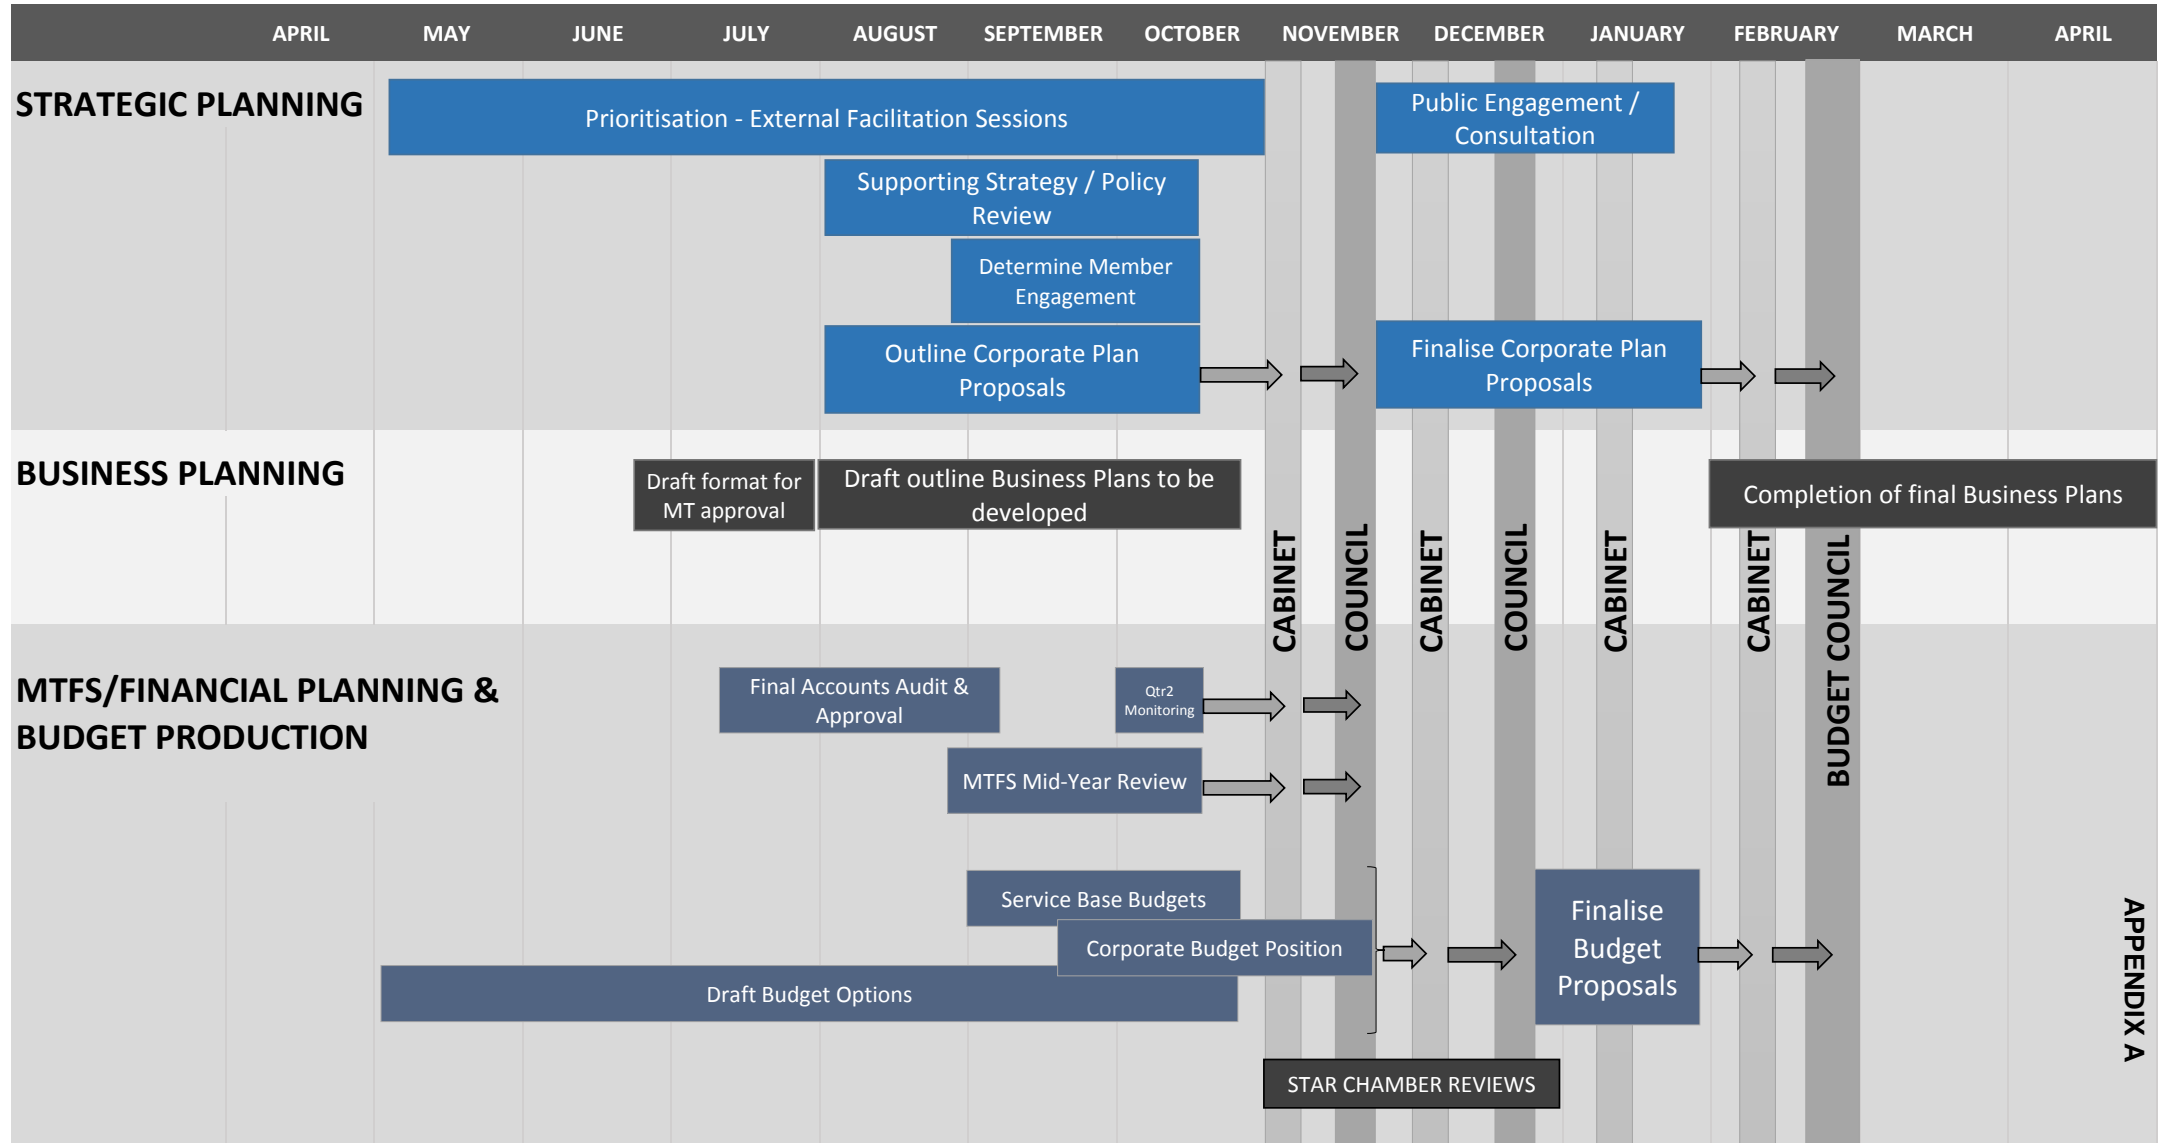 APRIL MAY JUNE JULY AUGUST SEPTEMBER OCTOBER NOVEMBER DECEMBER JANUARY FEBRUARY MARCH APRIL
STRATEGIC PLANNING
Prioritisation - External Facilitation Sessions
Public Engagement /
Consultation
Supporting Strategy / Policy
Review
Determine Member
Engagement
Outline Corporate Plan
Proposals
Finalise Corporate Plan
Proposals
BUSINESS PLANNING
Draft format for
MT approval
Draft outline Business Plans to be
developed
Completion of final Business Plans
CABINET
COUNCIL
CABINET
COUNCIL
CABINET
CABINET
BUDGET COUNCIL
MTFS/FINANCIAL PLANNING &
BUDGET PRODUCTION
Final Accounts Audit &
Approval
Qtr2
Monitoring
MTFS Mid-Year Review
Service Base Budgets
Corporate Budget Position
Draft Budget Options
Finalise
Budget
Proposals
STAR CHAMBER REVIEWS
APPENDIX A